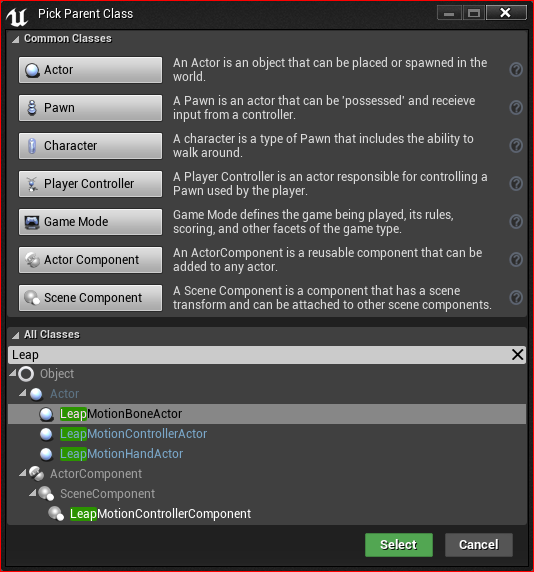 Pick Parent Class
Common Classes
Actor
An Actor is an object that can be placed or spawned in the
world.
Pawn
A Pawn is an actor that can be 'possessed' and receieve
input from a controller.
Character
A character is a type of Pawn that includes the ability to
walk around.
Player Controller
A Player Controller is an actor responsible for controlling a
Pawn used by the player.
Game Mode
Game Mode defines the game being played, its rules,
scoring, and other facets of the game type.
Actor Component
An ActorComponent is a reusable component that can be
added to any actor.
Scene Component
A Scene Component is a component that has a scene
transform and can be attached to other scene components.
All Classes
Leap
Object
Actor
LeapMotionBoneActor
LeapMotionControllerActor
LeapMotionHandActor
ActorComponent
SceneComponent
LeapMotionControllerComponent
Select
Cancel